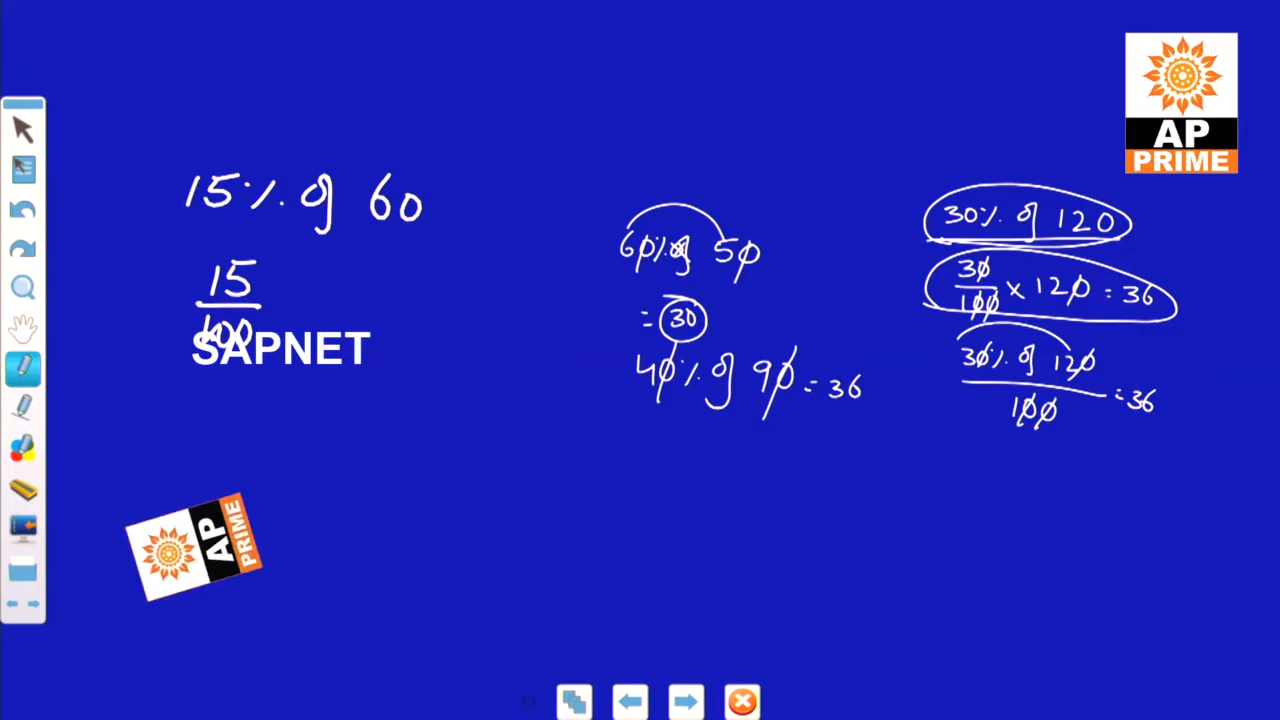 AP
PRIME
15% of 60
15
100
SAPNET
60% of 50
= 30
40% of 90 = 36
30% of 120
30/100 × 120 = 36
30% of 120
100
= 36
AP
PRIME